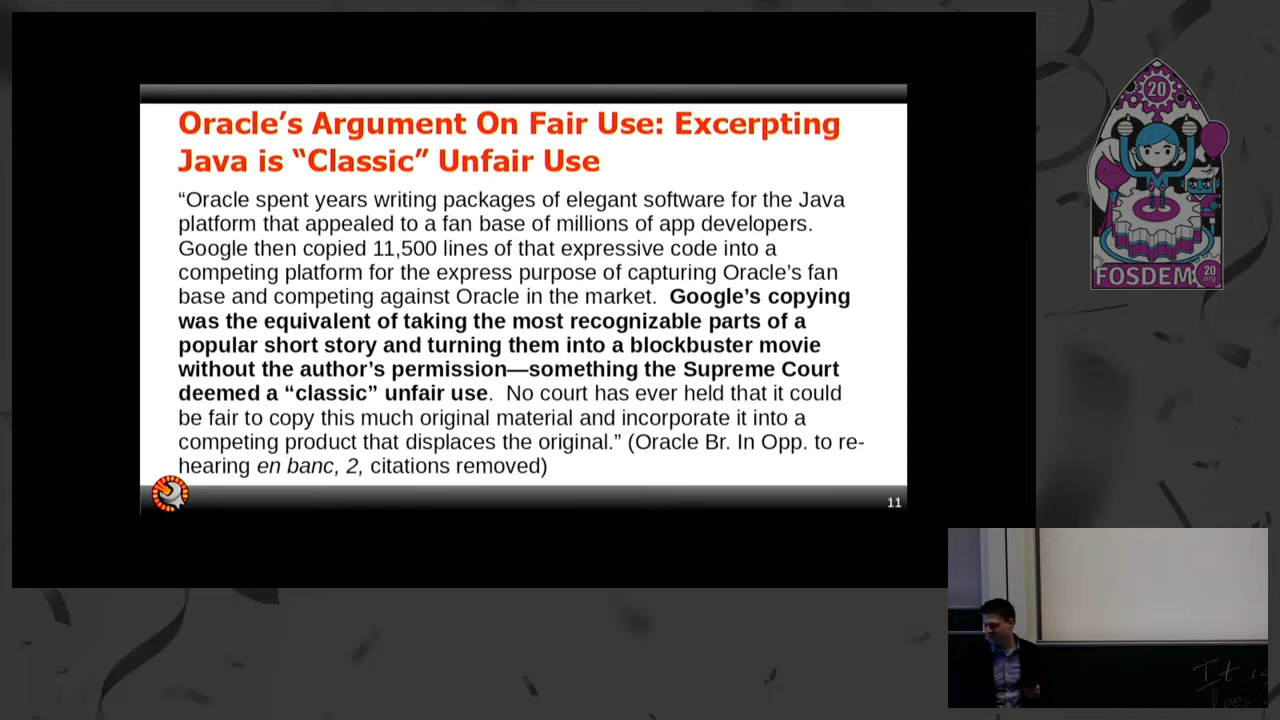 Oracle’s Argument On Fair Use: Excerpting
Java is “Classic” Unfair Use
“Oracle spent years writing packages of elegant software for the Java
platform that appealed to a fan base of millions of app developers.
Google then copied 11,500 lines of that expressive code into a
competing platform for the express purpose of capturing Oracle’s fan
base and competing against Oracle in the market.  Google’s copying
was the equivalent of taking the most recognizable parts of a
popular short story and turning them into a blockbuster movie
without the author’s permission—something the Supreme Court
deemed a “classic” unfair use.  No court has ever held that it could
be fair to copy this much original material and incorporate it into a
competing product that displaces the original.” (Oracle Br. In Opp. to re-
hearing en banc, 2, citations removed)
11
20
FOSDEM
20
.org
It is